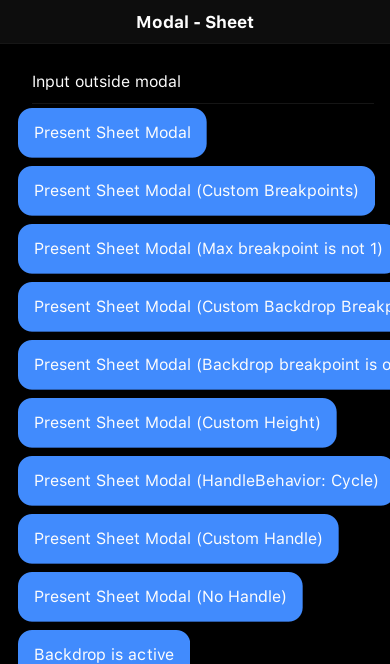 Modal - Sheet
Input outside modal
Present Sheet Modal
Present Sheet Modal (Custom Breakpoints)
Present Sheet Modal (Max breakpoint is not 1)
Present Sheet Modal (Custom Backdrop Breakp
Present Sheet Modal (Backdrop breakpoint is o
Present Sheet Modal (Custom Height)
Present Sheet Modal (HandleBehavior: Cycle)
Present Sheet Modal (Custom Handle)
Present Sheet Modal (No Handle)
Backdrop is active